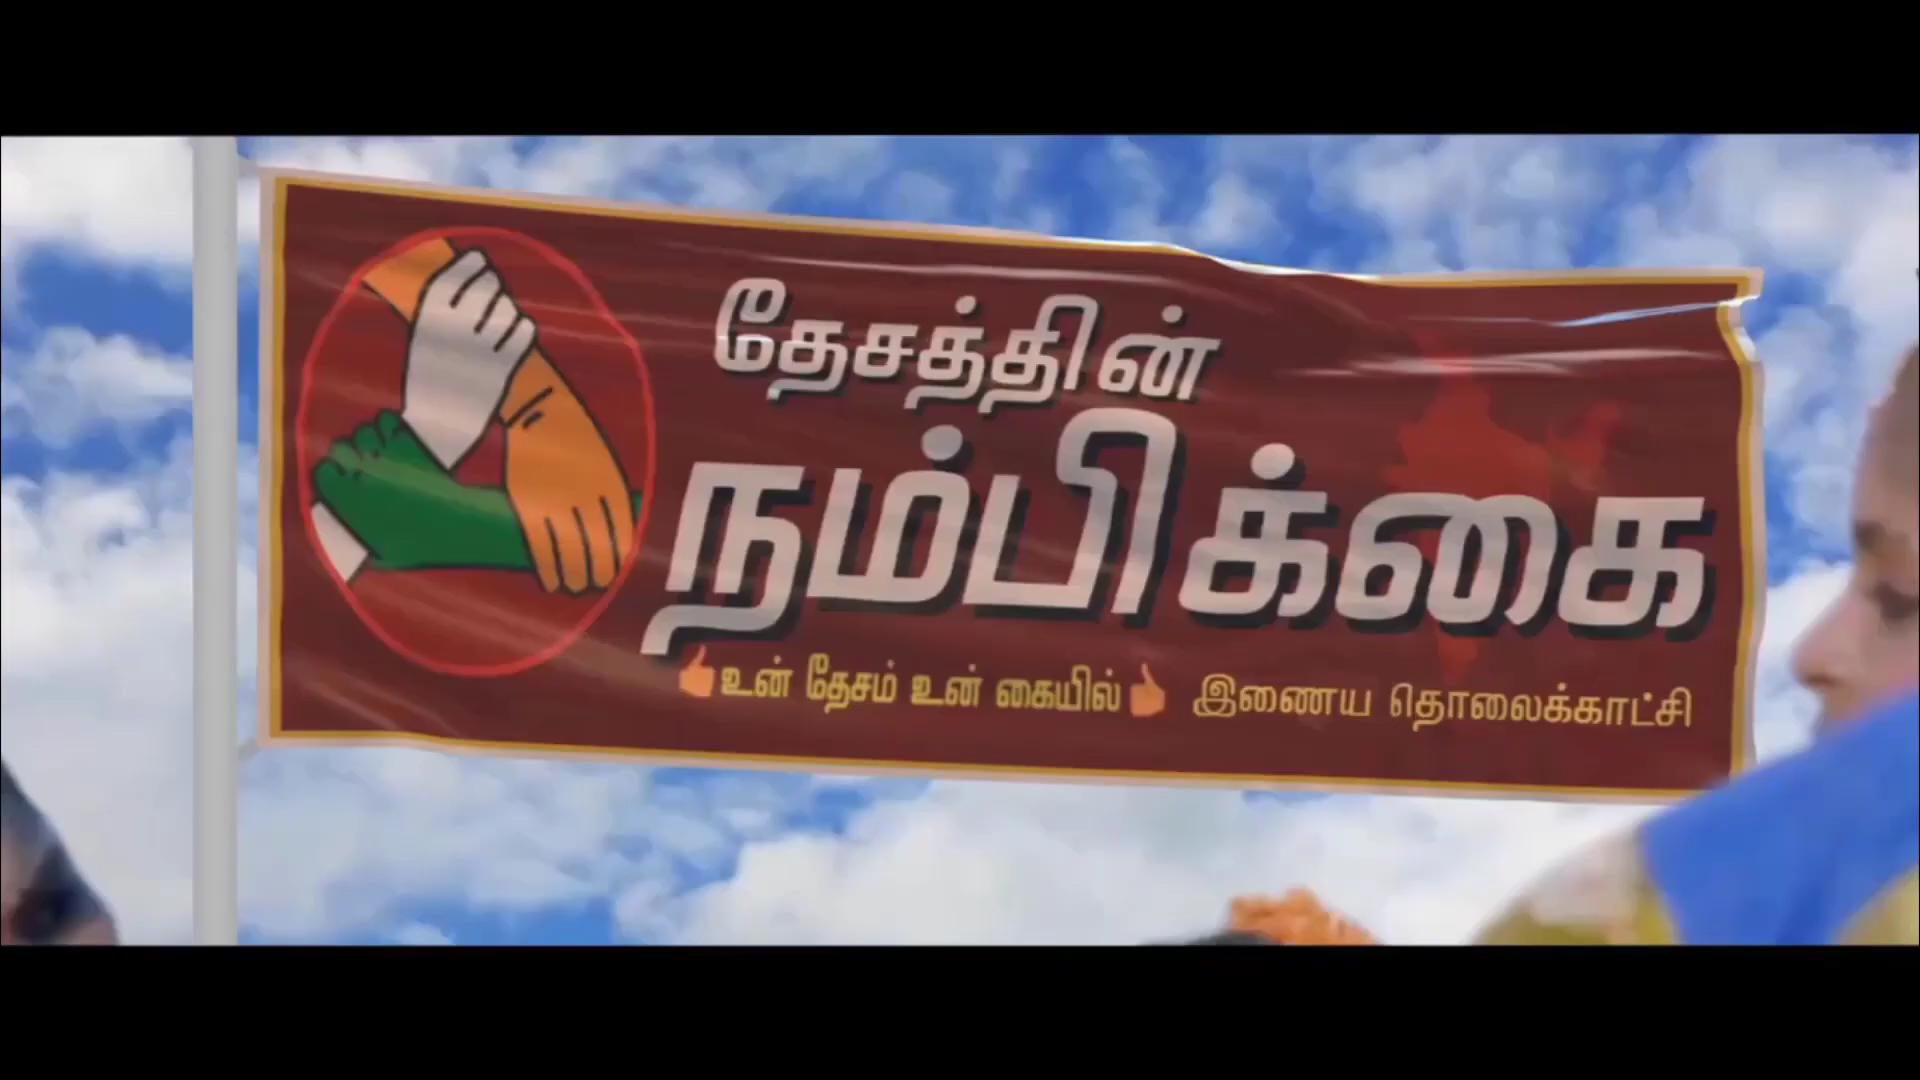 தேசத்தின்
நம்பிக்கை
உன் தேசம் உன் கையில் இணைய தொலைக்காட்சி